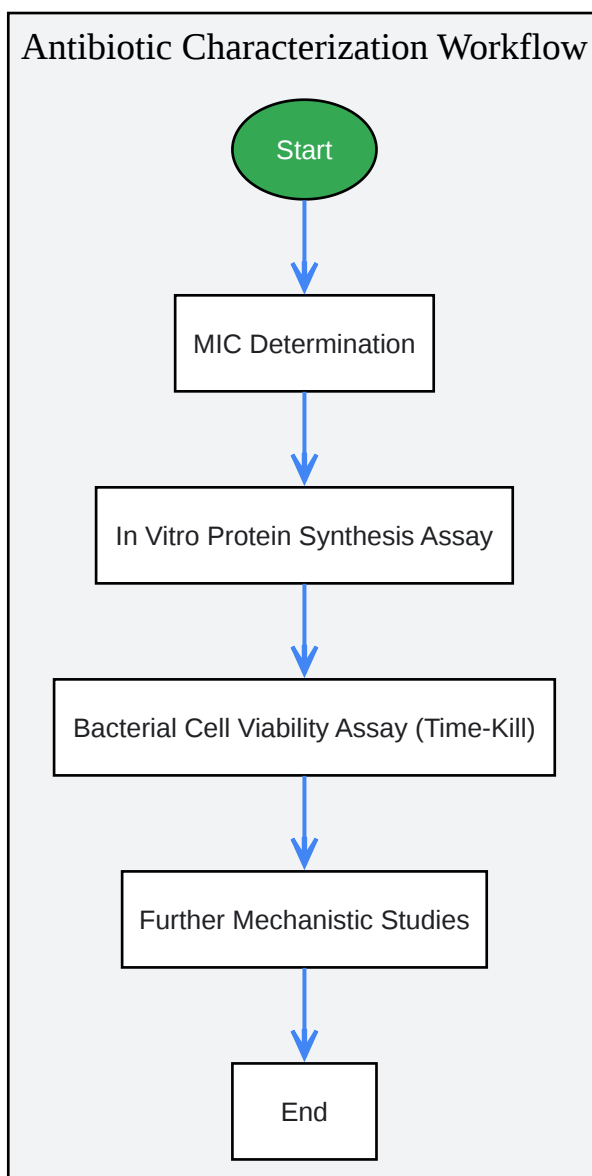 Antibiotic Characterization Workflow
Start
MIC Determination
In Vitro Protein Synthesis Assay
Bacterial Cell Viability Assay (Time-Kill)
Further Mechanistic Studies
End